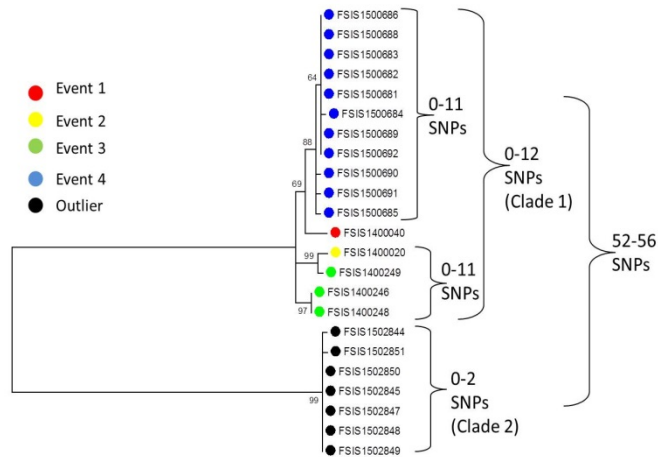 Event 1
Event 2
Event 3
Event 4
Outlier
FSIS1500686
FSIS1500688
FSIS1500683
FSIS1500682
FSIS1500681
FSIS1500684
FSIS1500689
FSIS1500692
FSIS1500690
FSIS1500691
FSIS1500685
FSIS1400040
FSIS1400020
FSIS1400249
FSIS1400246
FSIS1400248
FSIS1502844
FSIS1502851
FSIS1502850
FSIS1502845
FSIS1502847
FSIS1502848
FSIS1502849
64
88
69
99
97
99
0-11
SNPs
0-12
SNPs
(Clade 1)
0-11
SNPs
52-56
SNPs
0-2
SNPs
(Clade 2)